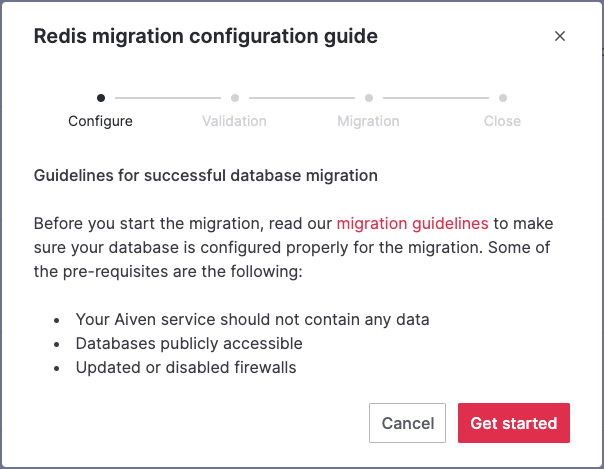 Redis migration configuration guide
Configure
Validation
Migration
Close
Guidelines for successful database migration
Before you start the migration, read our migration guidelines to make
sure your database is configured properly for the migration. Some of
the pre-requisites are the following:
• Your Aiven service should not contain any data
• Databases publicly accessible
• Updated or disabled firewalls
Cancel
Get started